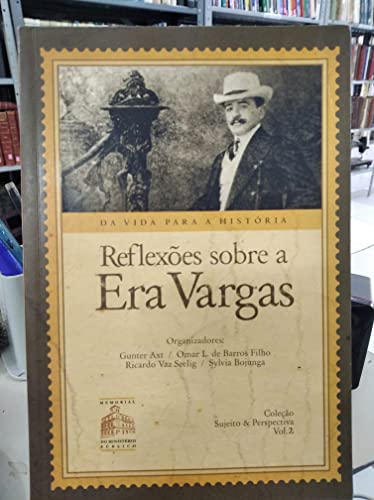 DA VIDA PARA A HISTÓRIA
Reflexões sobre a
Era Vargas
Organizadores:
Gunter Axt / Omar L. de Barros Filho
Ricardo Vaz Seelig / Sylvia Bojunga
MEMORIAL
DO MINISTÉRIO
PÚBLICO
Coleção
Sujeito & Perspectiva
Vol. 2